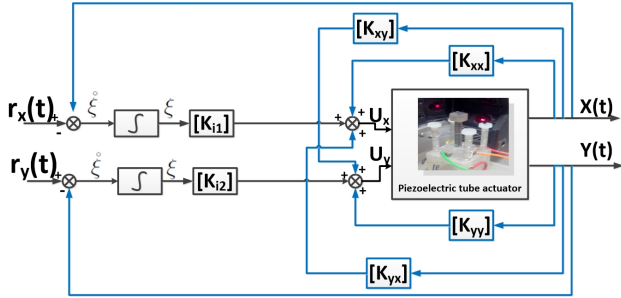 [Kxy]
[Kxx]
rx(t)
+
-
ξ̊
∫
ξ
[Ki1]
+
+
+
Ux
X(t)
ry(t)
+
-
ξ̊
∫
ξ
[Ki2]
+
+
+
Uy
Y(t)
Piezoelectric tube actuator
[Kyy]
[Kyx]